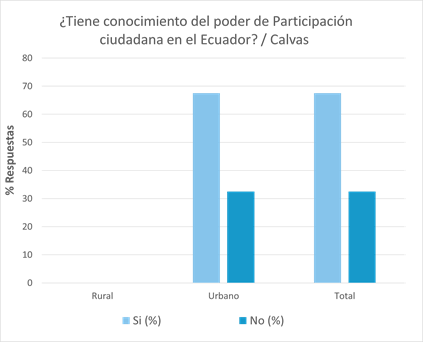 ¿Tiene conocimiento del poder de Participación
ciudadana en el Ecuador? / Calvas
80
70
60
50
40
30
20
10
0
% Respuestas
Rural Urbano Total
Si (%) No (%)